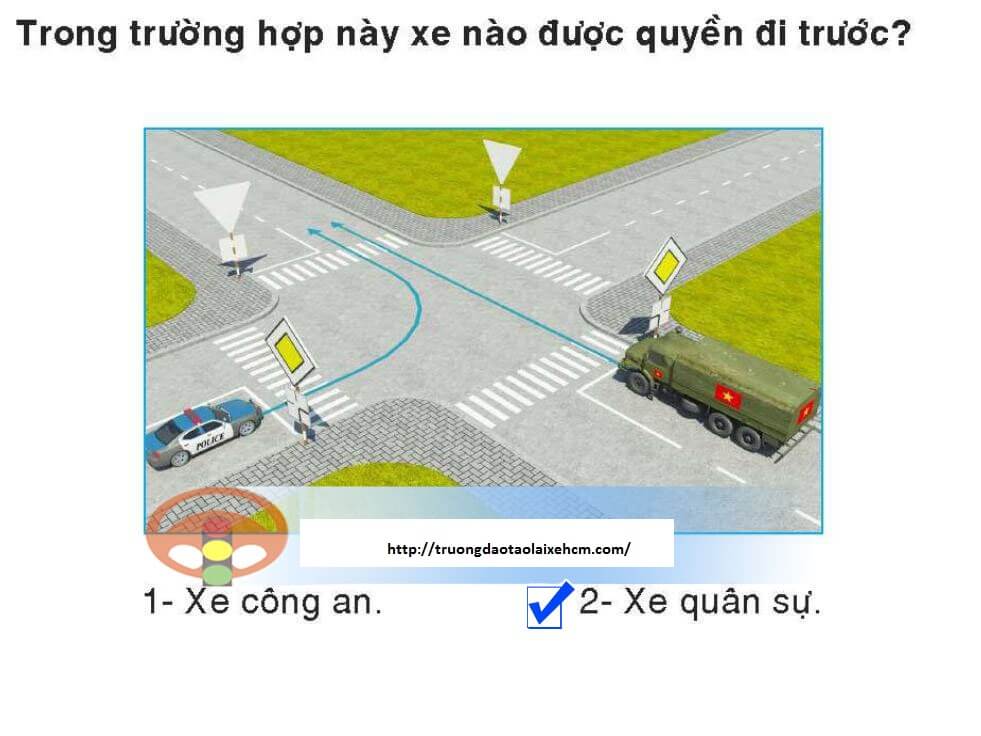 Trong trường hợp này xe nào được quyền đi trước?
POLICE
http://truongdaotaolaixehcm.com/
1- Xe công an.
2- Xe quân sự.